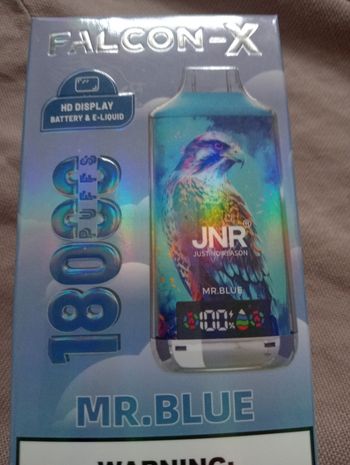 FALCON-X
HD DISPLAY
BATTERY & E-LIQUID
18000
PUFFS
JNR®
JUSTNOREASON
MR.BLUE
100%
MR.BLUE
WARNING: